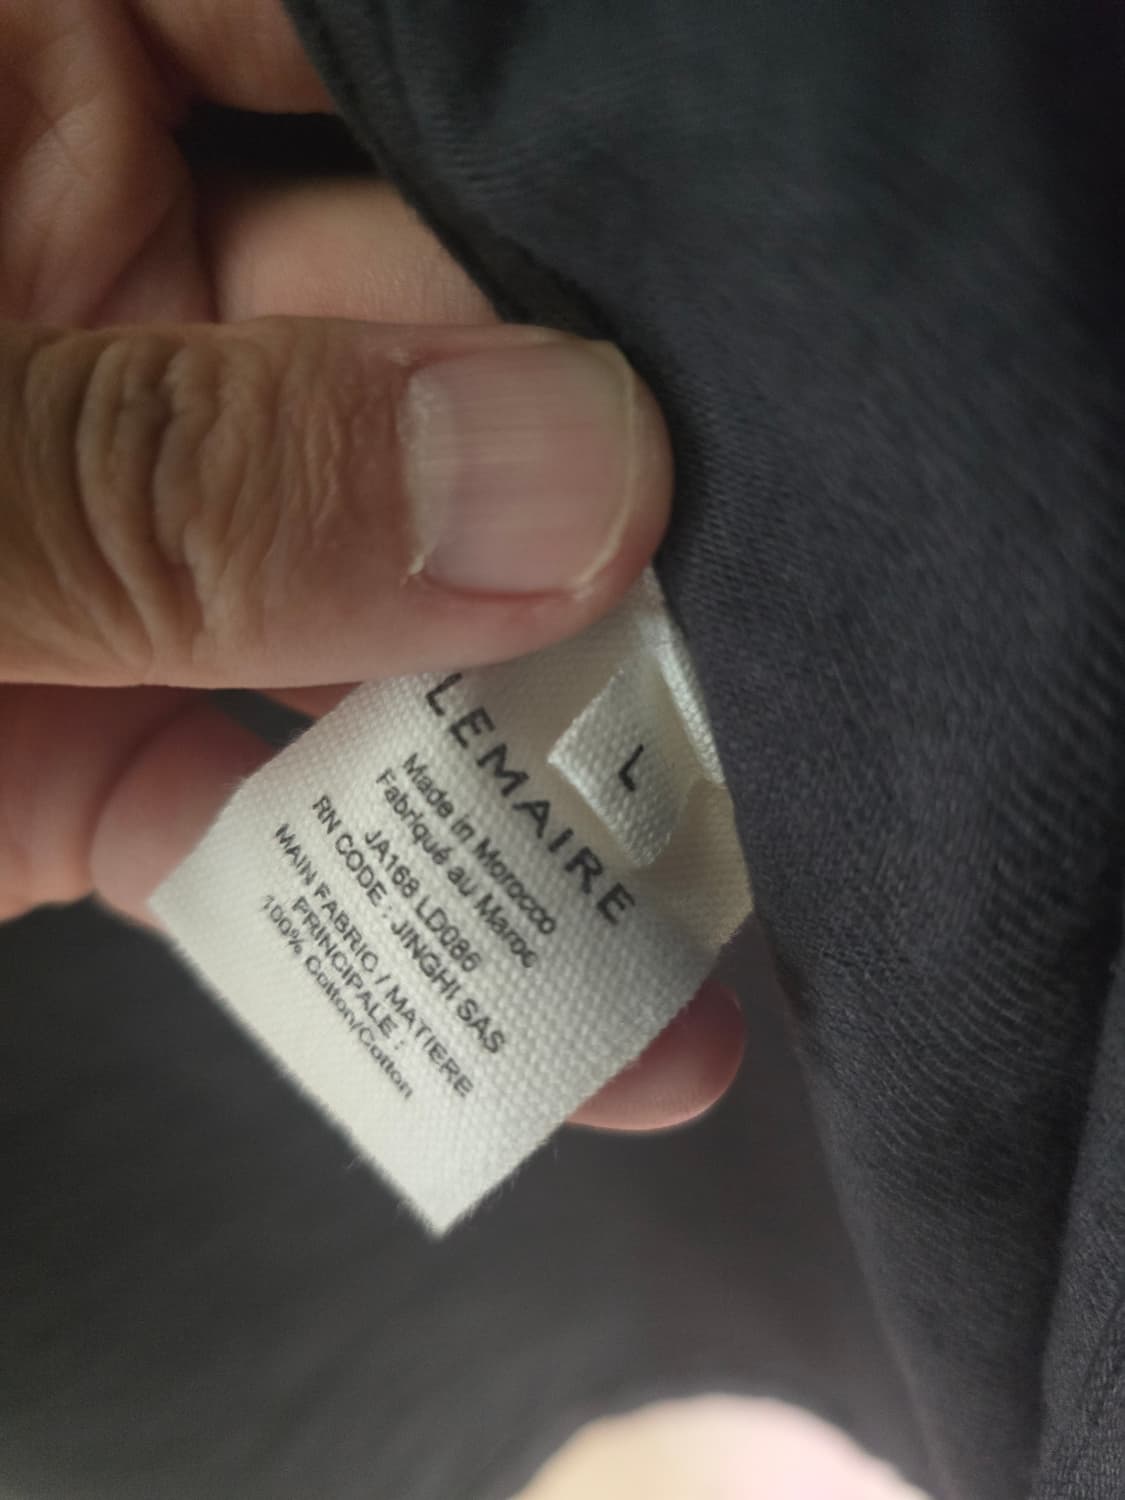 L
LEMAIRE
Made in Morocco
Fabriqué au Maroc
JA168 LD086
RN CODE : JINGHI SAS
MAIN FABRIC / MATIERE
PRINCIPALE :
100% Cotton/Cotton